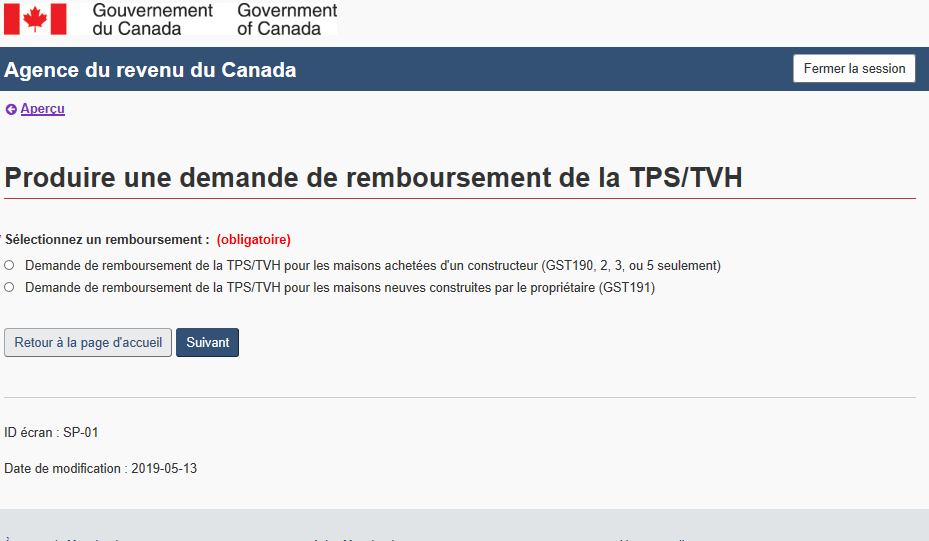 Gouvernement Government
du Canada of Canada
Agence du revenu du Canada Fermer la session
Aperçu
Produire une demande de remboursement de la TPS/TVH
* Sélectionnez un remboursement : (obligatoire)
Demande de remboursement de la TPS/TVH pour les maisons achetées d'un constructeur (GST190, 2, 3, ou 5 seulement)
Demande de remboursement de la TPS/TVH pour les maisons neuves construites par le propriétaire (GST191)
Retour à la page d'accueil Suivant
ID écran : SP-01
Date de modification : 2019-05-13